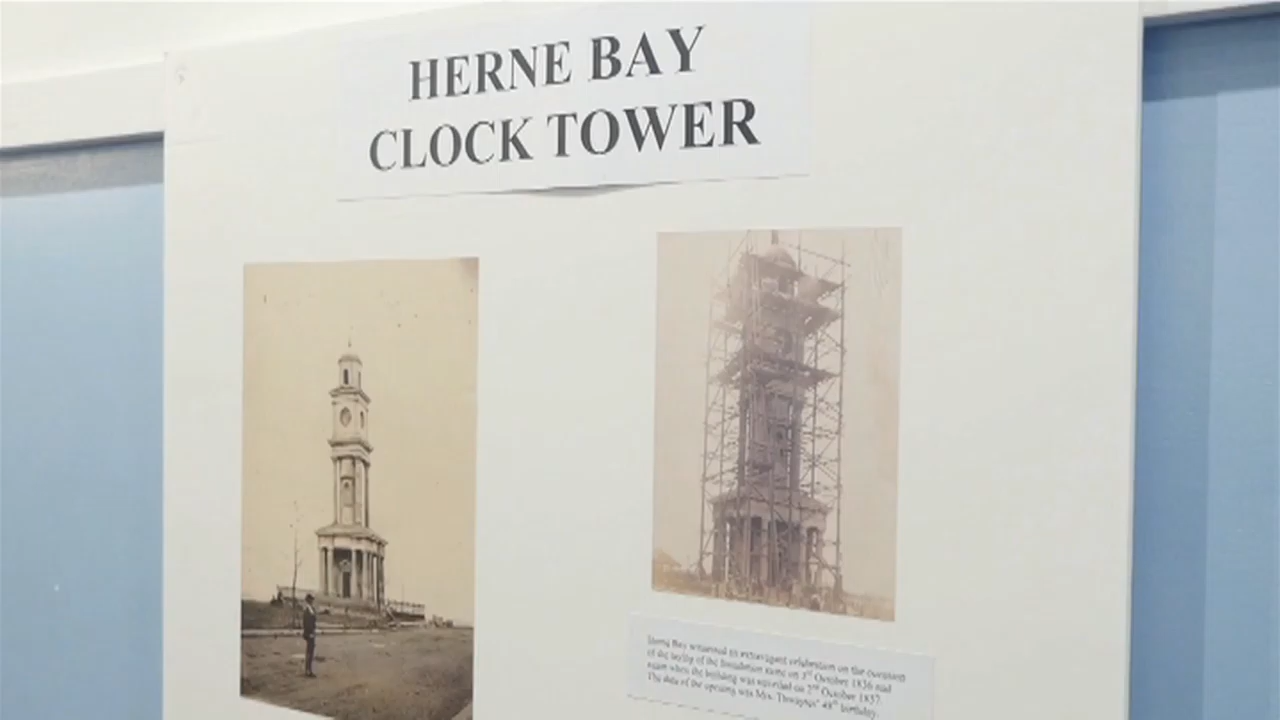 HERNE BAY
CLOCK TOWER
Herne Bay witnessed an extravagent celebration on the occasion
of the laying of the foundation stone on 3rd October 1836 and
again when the building was unveiled on 2nd October 1837.
The date of the opening was Mrs. Thwaytes' 48th birthday.